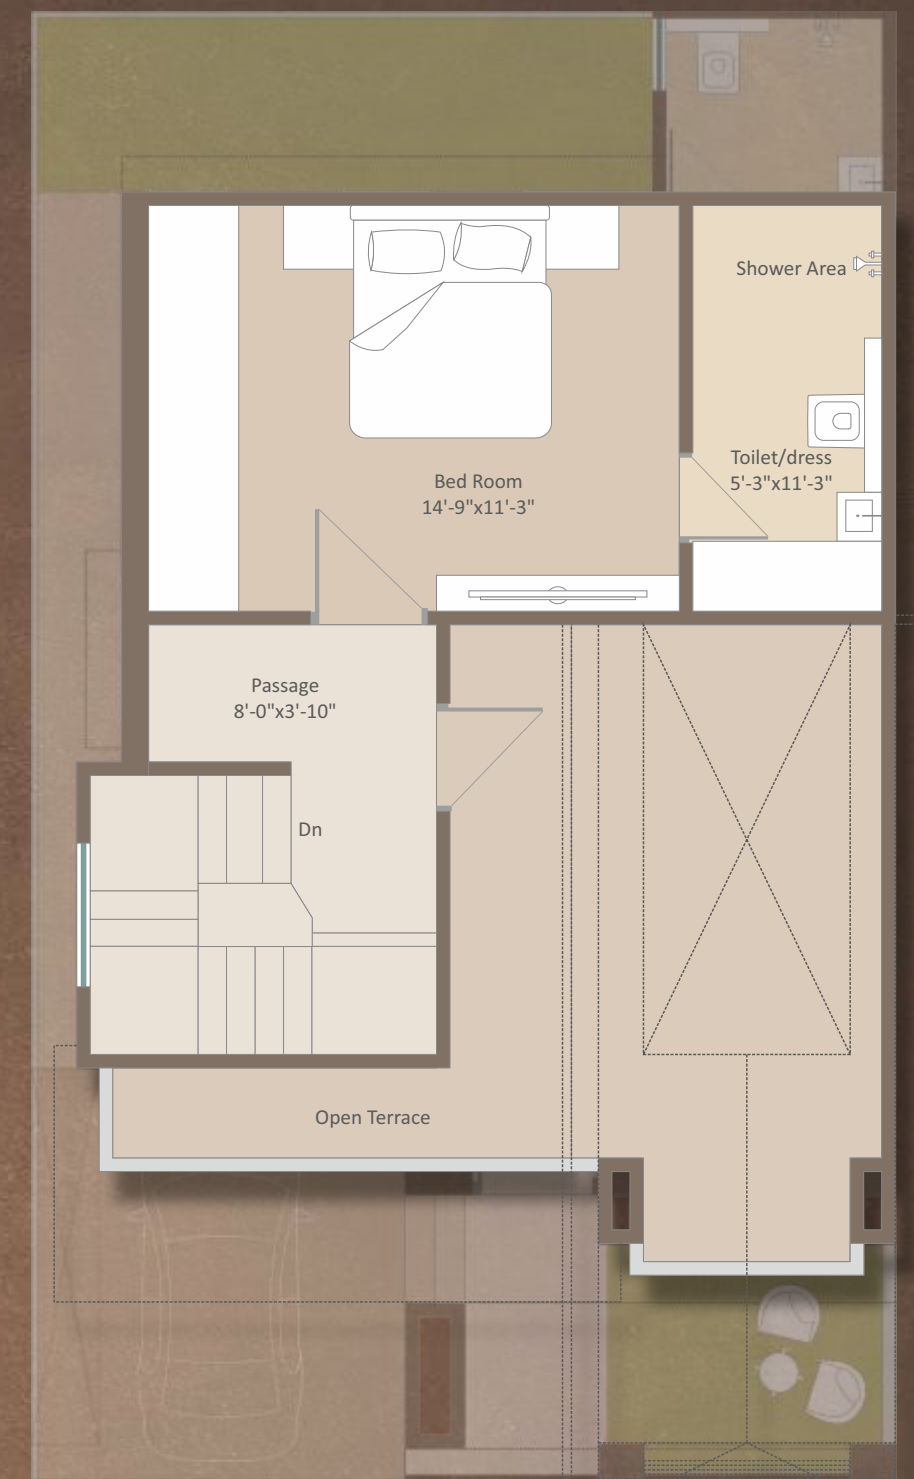 Shower Area
Toilet/dress
5'-3"x11'-3"
Bed Room
14'-9"x11'-3"
Passage
8'-0"x3'-10"
Dn
Open Terrace